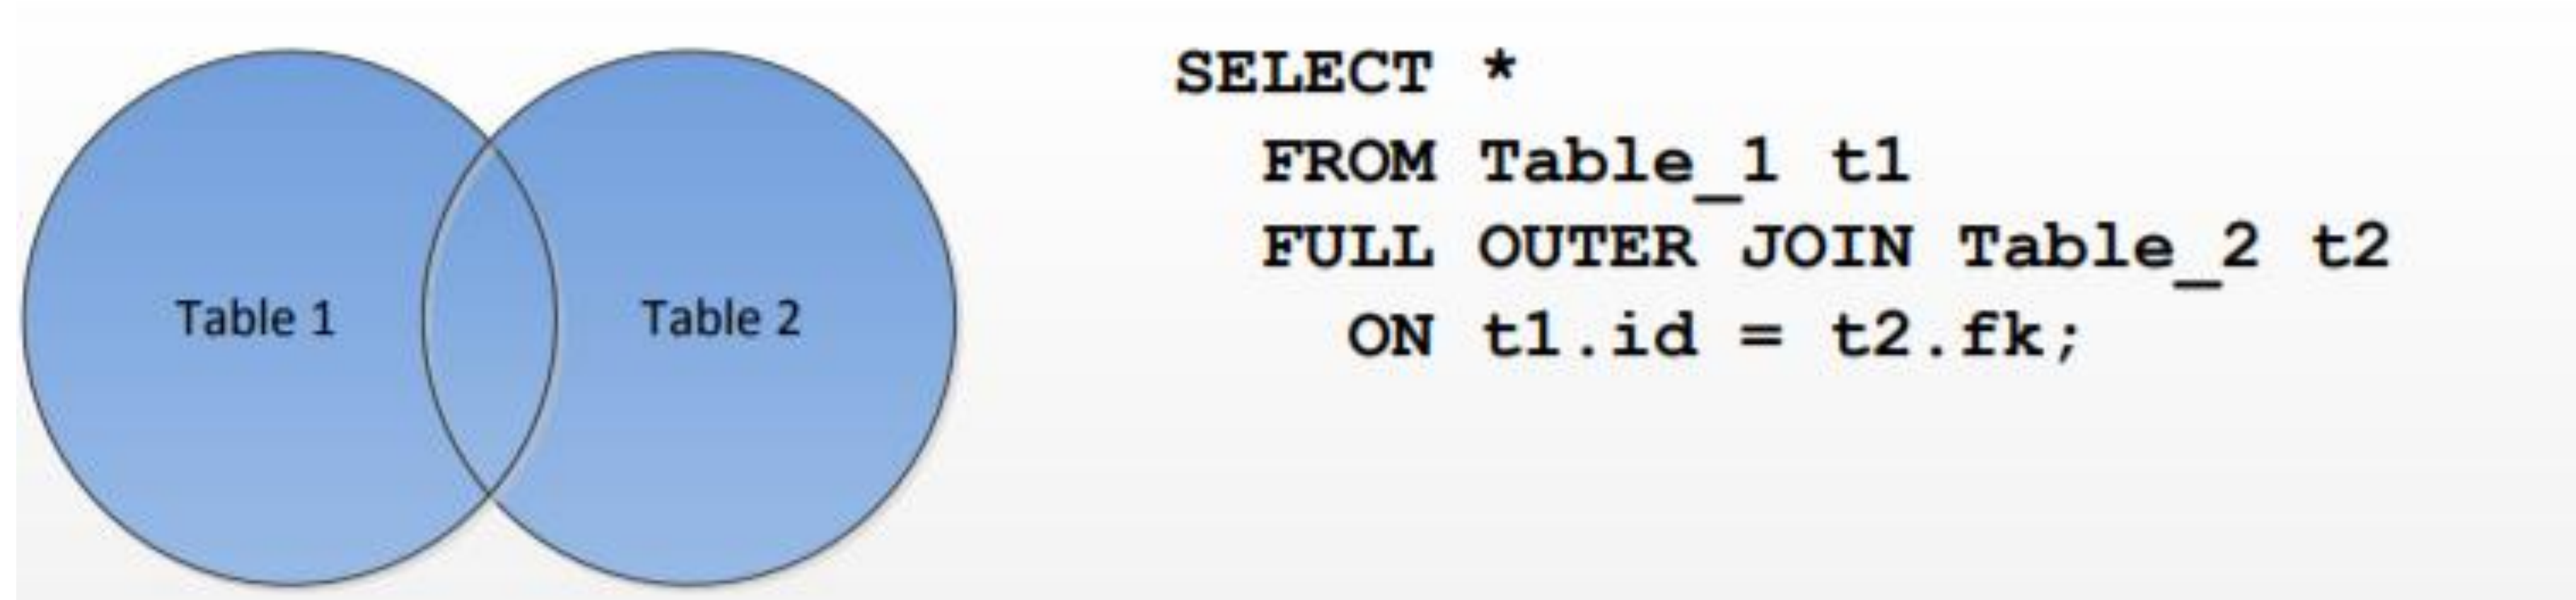 Table 1
Table 2
SELECT *
FROM Table_1 t1
FULL OUTER JOIN Table_2 t2
ON t1.id = t2.fk;